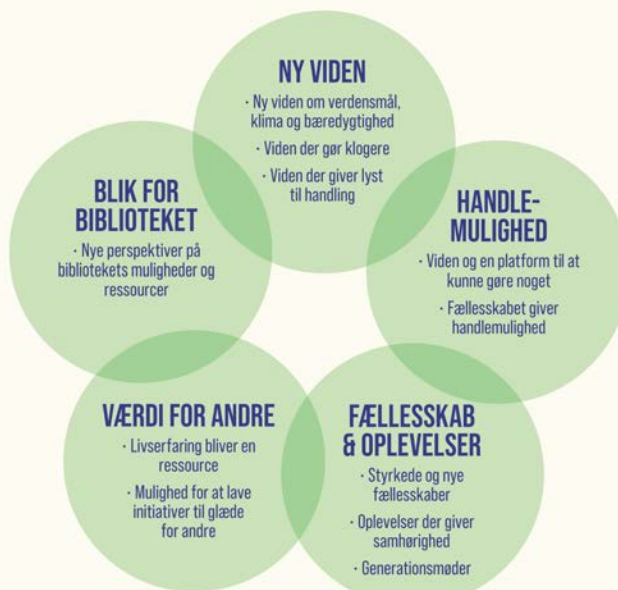 NY VIDEN
· Ny viden om verdensmål,
klima og bæredygtighed
· Viden der gør klogere
· Viden der giver lyst
til handling
BLIK FOR
BIBLIOTEKET
· Nye perspektiver på
bibliotekets muligheder og
ressourcer
HANDLE-
MULIGHED
· Viden og en platform til at
kunne gøre noget
· Fællesskabet giver
handlemulighed
VÆRDI FOR ANDRE
· Livserfaring bliver en
ressource
· Mulighed for at lave
initiativer til glæde
for andre
FÆLLESSKAB
& OPLEVELSER
· Styrkede og nye
fællesskaber
· Oplevelser der giver
samhørighed
· Generationsmøder